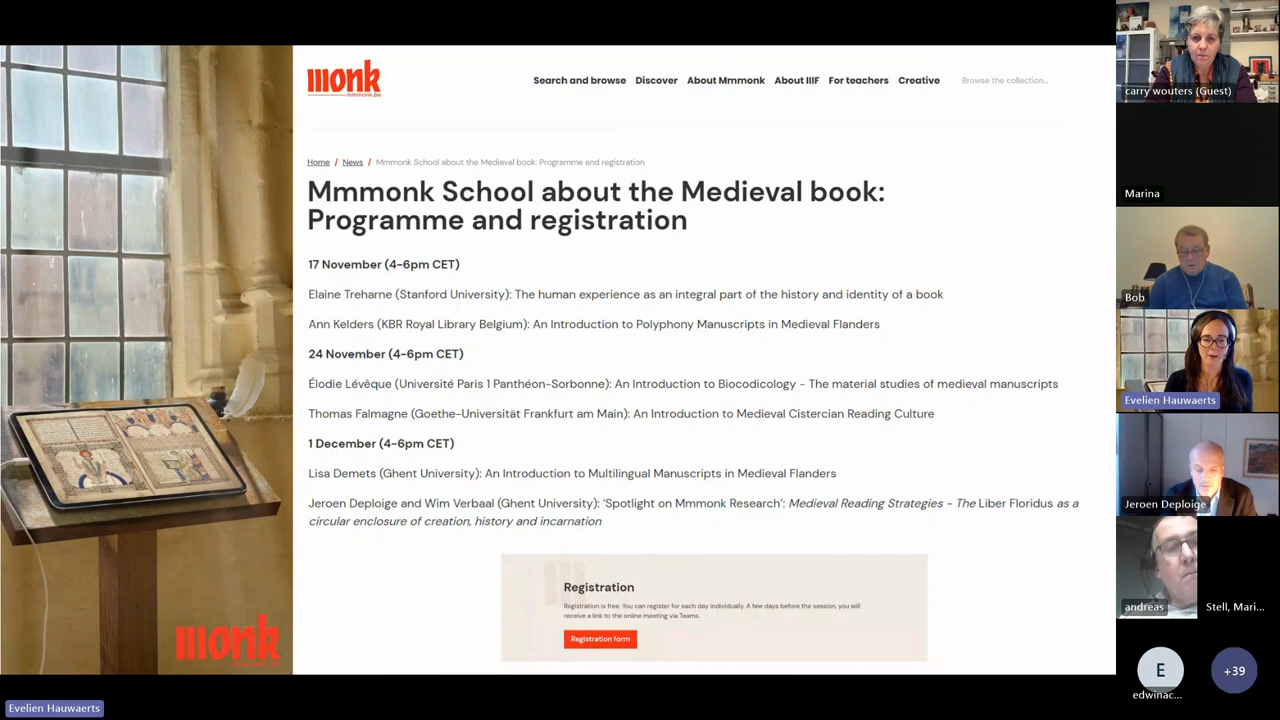 monk
mmmonk.be
Search and browse
Discover
About Mmmonk
About IIIF
For teachers
Creative
Browse the collection...
Home / News / Mmmonk School about the Medieval book: Programme and registration
Mmmonk School about the Medieval book:
Programme and registration
17 November (4-6pm CET)
Elaine Treharne (Stanford University): The human experience as an integral part of the history and identity of a book
Ann Kelders (KBR Royal Library Belgium): An Introduction to Polyphony Manuscripts in Medieval Flanders
24 November (4-6pm CET)
Élodie Lévêque (Université Paris 1 Panthéon-Sorbonne): An Introduction to Biocodicology - The material studies of medieval manuscripts
Thomas Falmagne (Goethe-Universität Frankfurt am Main): An Introduction to Medieval Cistercian Reading Culture
1 December (4-6pm CET)
Lisa Demets (Ghent University): An Introduction to Multilingual Manuscripts in Medieval Flanders
Jeroen Deploige and Wim Verbaal (Ghent University): ‘Spotlight on Mmmonk Research’: Medieval Reading Strategies - The Liber Floridus as a
circular enclosure of creation, history and incarnation
Registration
Registration is free. You can register for each day individually. A few days before the session, you will
receive a link to the online meeting via Teams.
Registration form
monk
mmmonk.be
Evelien Hauwaerts
carry wouters (Guest)
Marina
Bob
Evelien Hauwaerts
Jeroen Deploige
andreas
Stell, Mari...
E
edwinac...
+39